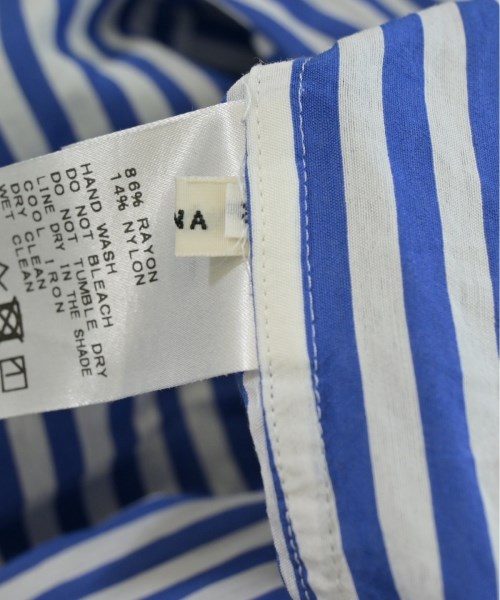 86% RAYON
14% NYLON
HAND WASH
DO NOT BLEACH
DO NOT TUMBLE DRY
LINE DRY IN THE SHADE
COOL IRON
DRY CLEAN
WET CLEAN